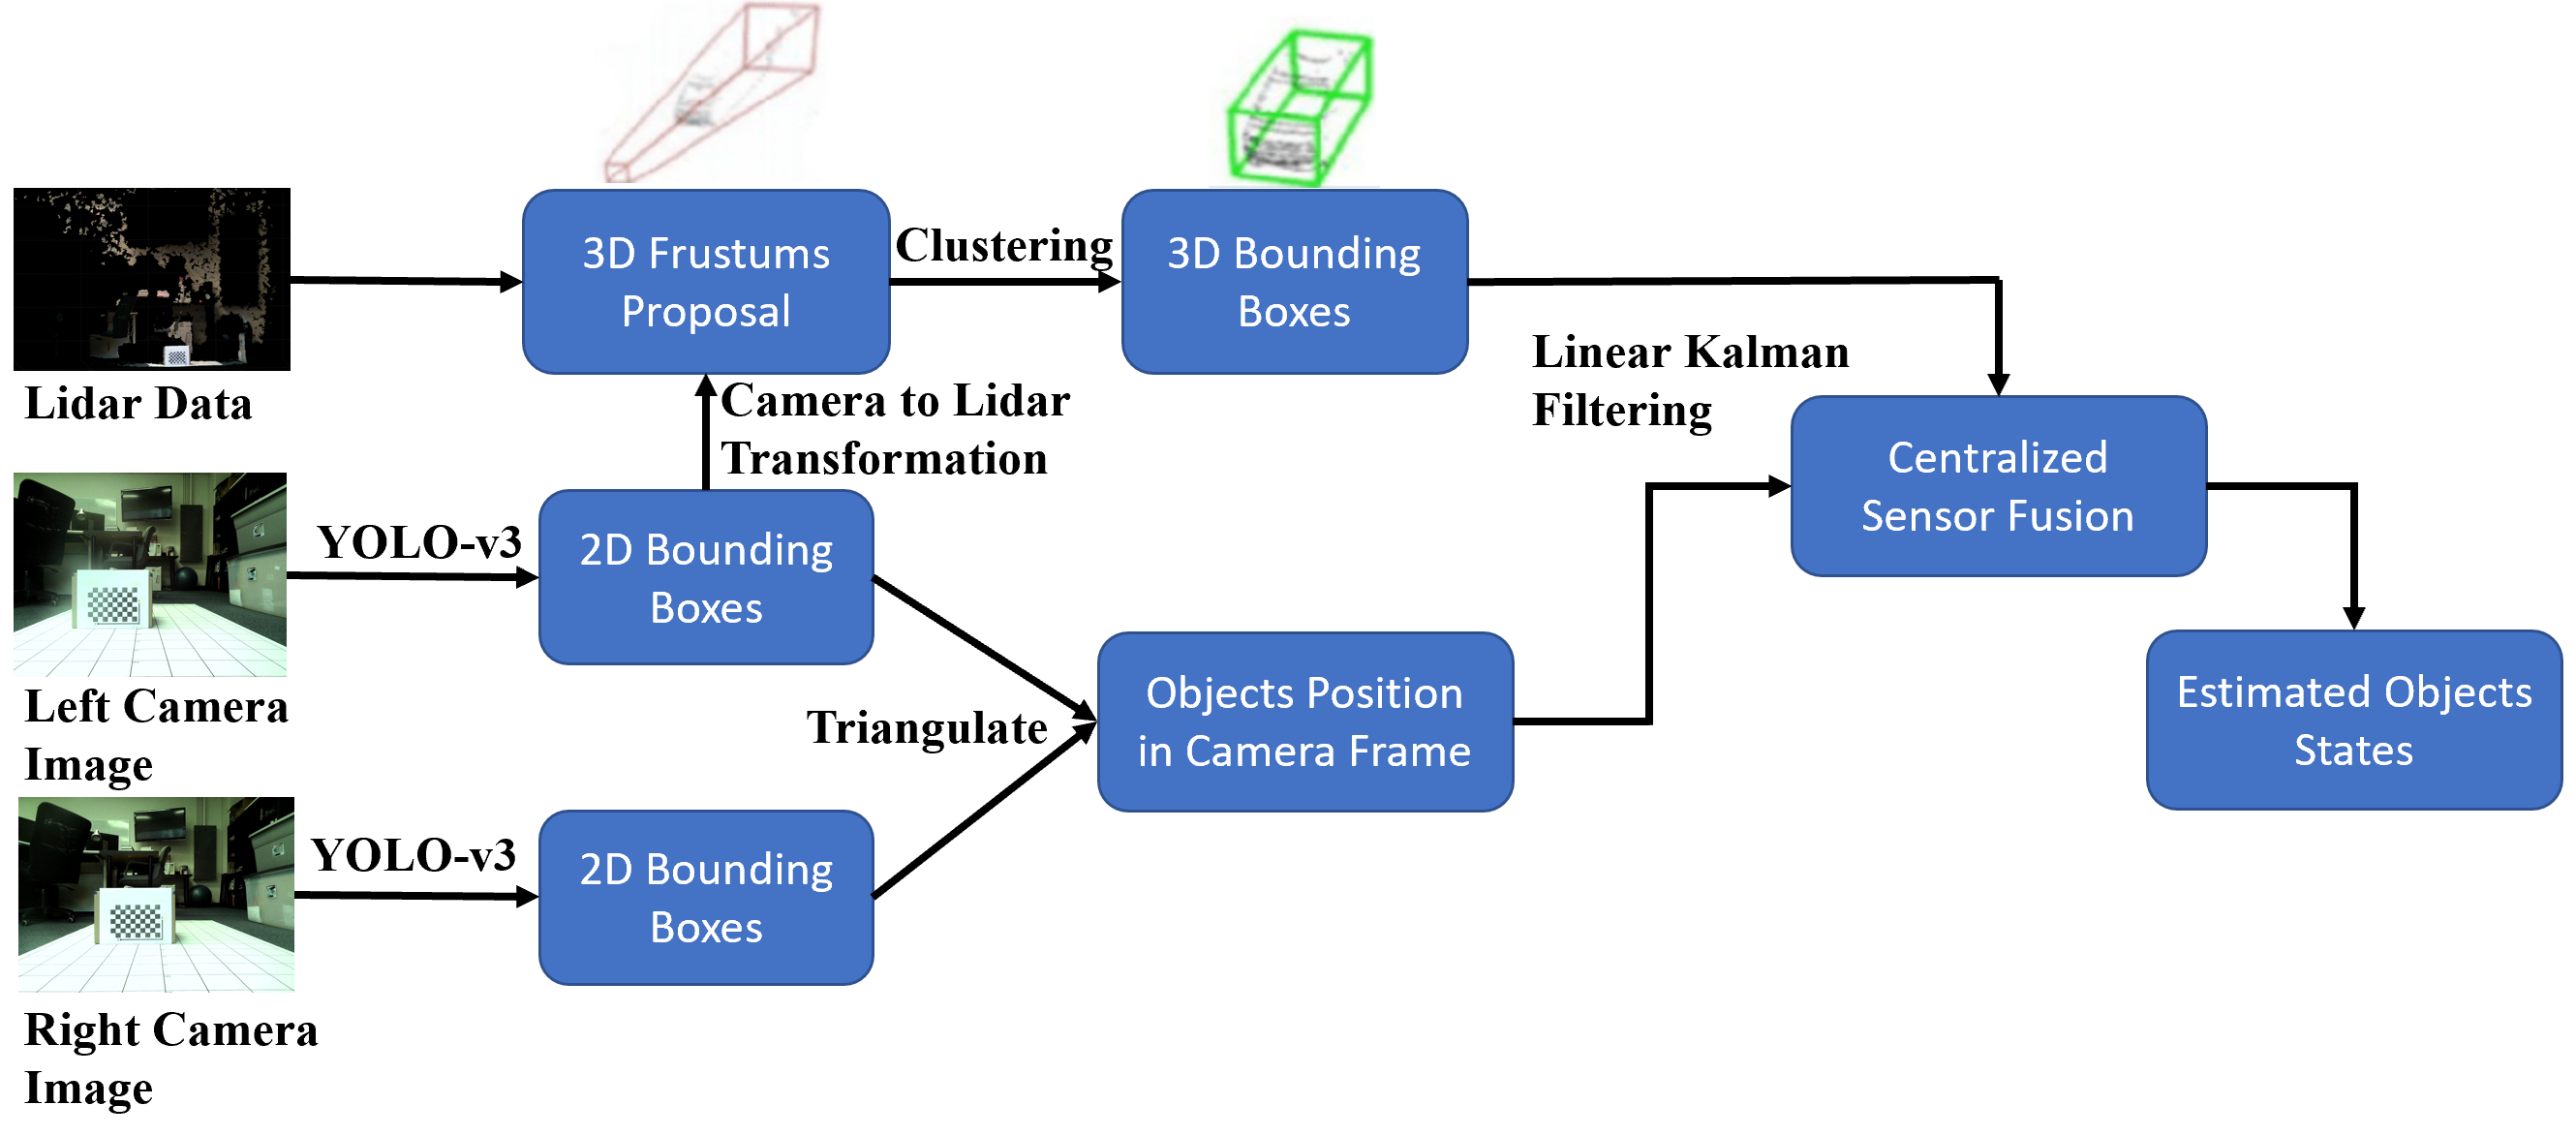 3D Frustums
Proposal
Clustering
3D Bounding
Boxes
Lidar Data
Camera to Lidar
Transformation
Linear Kalman
Filtering
Centralized
Sensor Fusion
YOLO-v3
2D Bounding
Boxes
Left Camera
Image
Triangulate
Objects Position
in Camera Frame
Estimated Objects
States
YOLO-v3
2D Bounding
Boxes
Right Camera
Image